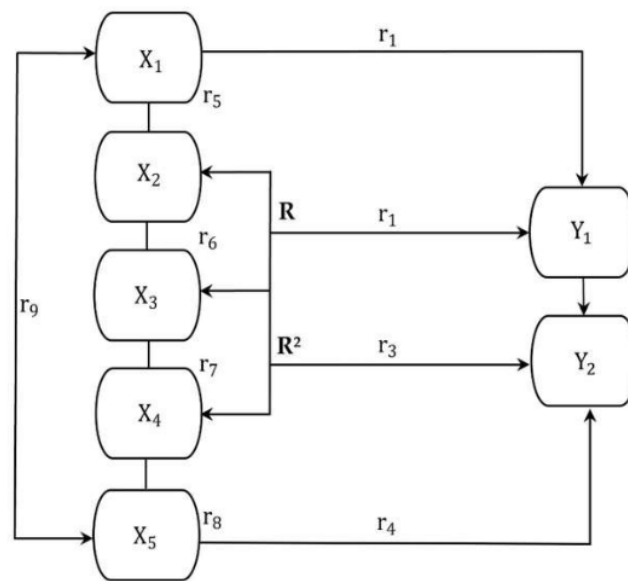 r₁
X₁
r₅
X₂
R
r₁
Y₁
r₆
X₃
r₉
R²
r₃
Y₂
r₇
X₄
r₈
r₄
X₅